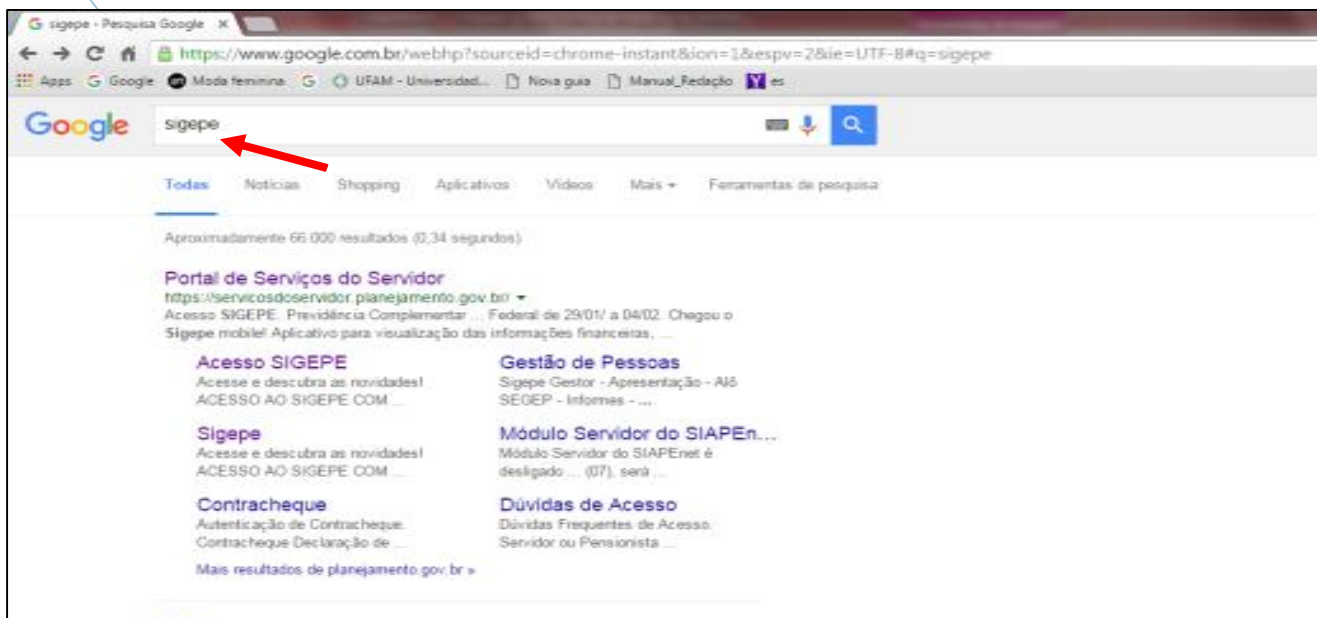 sigepe - Pesquisa Google
https://www.google.com.br/webhp?sourceid=chrome-instant&ion=1&espv=2&ie=UTF-8#q=sigepe
Apps Google Moda feminina UFAM - Universidad... Nova guia Manual_Redação es
Google sigepe
Todas Notícias Shopping Aplicativos Vídeos Mais Ferramentas de pesquisa
Aproximadamente 66.000 resultados (0,34 segundos)
Portal de Serviços do Servidor
https://servicosdoservidor.planejamento.gov.br/
Acesso SIGEPE. Previdência Complementar ... Federal de 29/01/ a 04/02. Chegou o
Sigepe mobile! Aplicativo para visualização das informações financeiras, ...
Acesso SIGEPE
Acesse e descubra as novidades!
ACESSO AO SIGEPE COM ...
Gestão de Pessoas
Sigepe Gestor - Apresentação - Alô
SEGEP - Informes - ...
Sigepe
Acesse e descubra as novidades!
ACESSO AO SIGEPE COM ...
Módulo Servidor do SIAPEn...
Módulo Servidor do SIAPEnet é
desligado ... (07), será ...
Contracheque
Autenticação de Contracheque.
Contracheque Declaração de ...
Dúvidas de Acesso
Dúvidas Frequentes de Acesso.
Servidor ou Pensionista ...
Mais resultados de planejamento.gov.br »